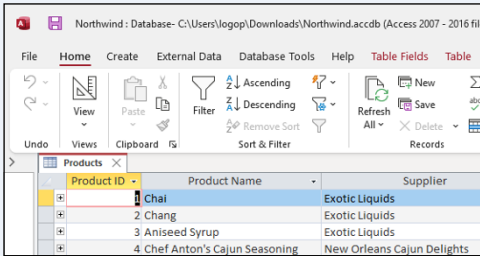 Northwind : Database- C:\Users\logop\Downloads\Northwind.accdb (Access 2007 - 2016 fil
File Home Create External Data Database Tools Help Table Fields Table
View
Paste
Filter
Ascending
Descending
Remove Sort
Refresh All
New
Save
Delete
Undo Views Clipboard Sort & Filter Records
Products
Product ID Product Name Supplier
1 Chai Exotic Liquids
2 Chang Exotic Liquids
3 Aniseed Syrup Exotic Liquids
4 Chef Anton's Cajun Seasoning New Orleans Cajun Delights